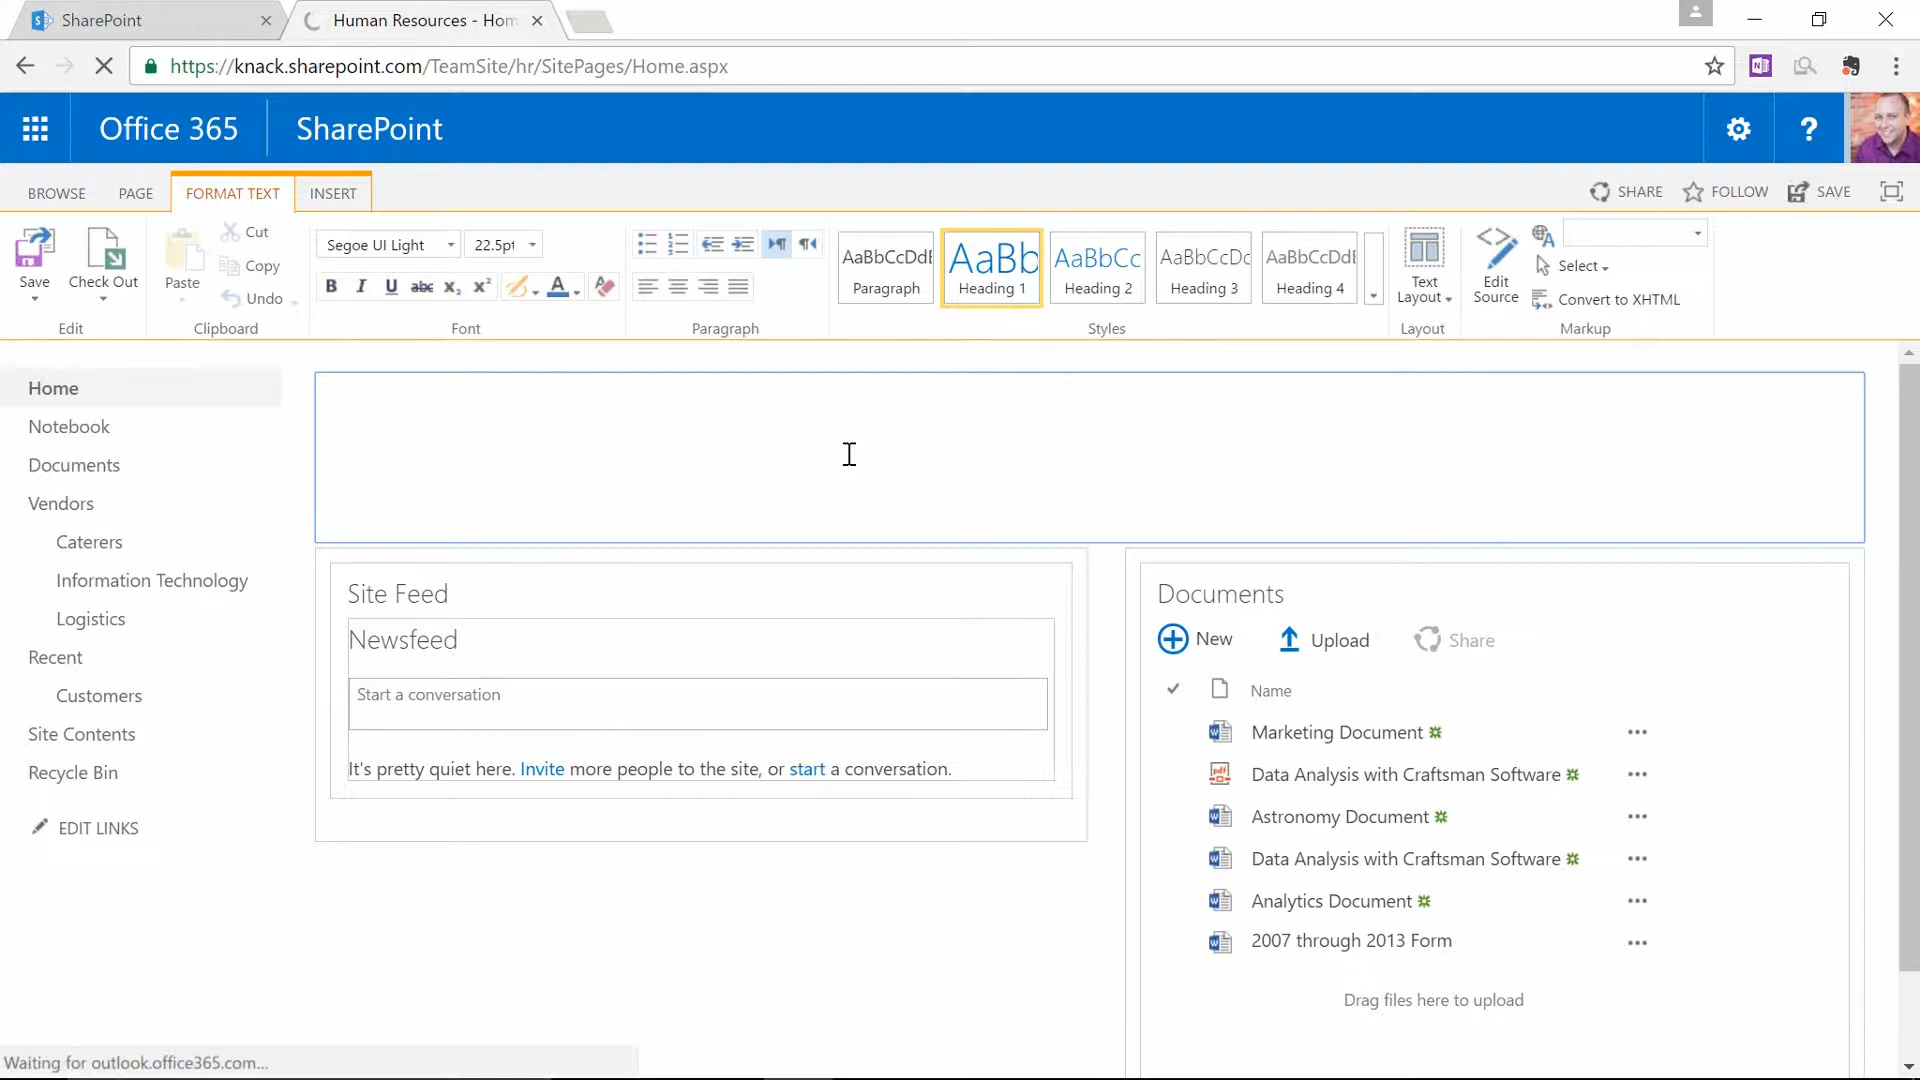 SharePoint
Human Resources - Hom
https://knack.sharepoint.com/TeamSite/hr/SitePages/Home.aspx
Office 365
SharePoint
?
BROWSE
PAGE
FORMAT TEXT
INSERT
SHARE
FOLLOW
SAVE
Save
Check Out
Edit
Paste
Cut
Copy
Undo
Clipboard
Segoe UI Light
22.5pt
B I U abc x₂ x²
A
Font
Paragraph
AaBbCcDdE
Paragraph
AaBb
Heading 1
AaBbCc
Heading 2
AaBbCcDc
Heading 3
AaBbCcDdE
Heading 4
Styles
Text
Layout
Layout
Edit
Source
Select
Convert to XHTML
Markup
Home
Notebook
Documents
Vendors
Caterers
Information Technology
Logistics
Recent
Customers
Site Contents
Recycle Bin
EDIT LINKS
Site Feed
Newsfeed
Start a conversation
It's pretty quiet here. Invite more people to the site, or start a conversation.
Documents
New
Upload
Share
Name
Marketing Document
Data Analysis with Craftsman Software
Astronomy Document
Data Analysis with Craftsman Software
Analytics Document
2007 through 2013 Form
Drag files here to upload
Waiting for outlook.office365.com...